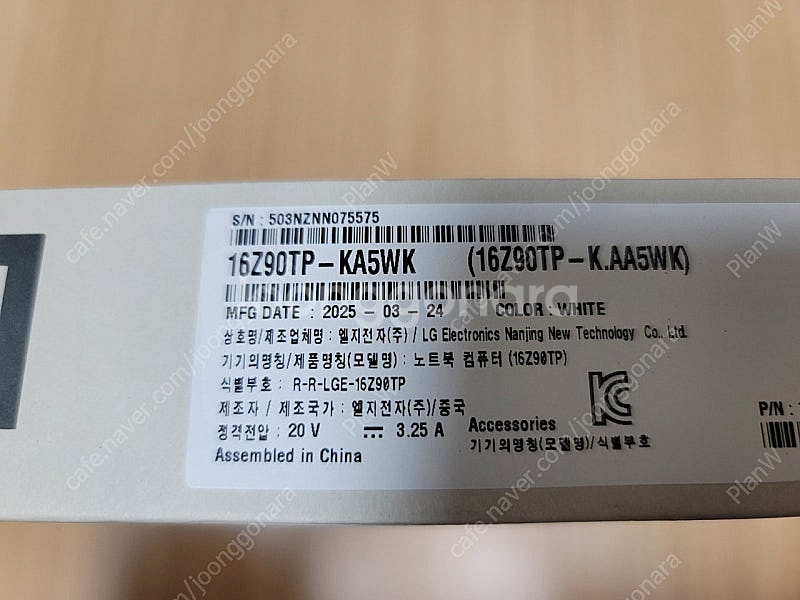 S/N : 503NZNN075575
16Z90TP-KA5WK (16Z90TP-K.AA5WK)
MFG DATE : 2025 - 03 - 24 COLOR : WHITE
상호명/제조업체명 : 엘지전자(주) / LG Electronics Nanjing New Technology Co., Ltd.
기기의명칭/제품명칭(모델명) : 노트북 컴퓨터 (16Z90TP)
식별부호 : R-R-LGE-16Z90TP
제조자 / 제조국가 : 엘지전자(주)/중국
정격전압 : 20 V ⎓ 3.25 A
Assembled in China
Accessories
기기의명칭(모델명)/식별부호
P/N :
joonggonara
cafe.naver.com/joonggonara
PlanW